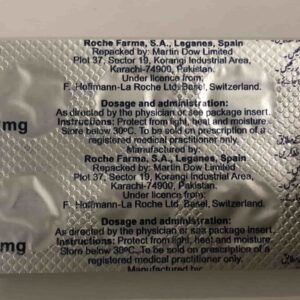 Roche Farma, S.A., Leganes, Spain
Repacked by: Martin Dow Limited
Plot 37, Sector 19, Korangi Industrial Area,
Karachi-74900, Pakistan.
Under licence from:
F. Hoffmann-La Roche Ltd, Basel, Switzerland.
Dosage and administration:
As directed by the physician or see package insert.
Instructions: Protect from light, heat and moisture.
Store below 30ºC. To be sold on prescription of a
registered medical practitioner only.
Manufactured by:
mg
Roche Farma, S.A., Leganes, Spain
Repacked by: Martin Dow Limited
Plot 37, Sector 19, Korangi Industrial Area,
Karachi-74900, Pakistan.
Under licence from:
F. Hoffmann-La Roche Ltd, Basel, Switzerland.
Dosage and administration:
As directed by the physician or see package insert.
Instructions: Protect from light, heat and moisture.
Store below 30ºC. To be sold on prescription of a
registered medical practitioner only.
Manufactured by:
mg